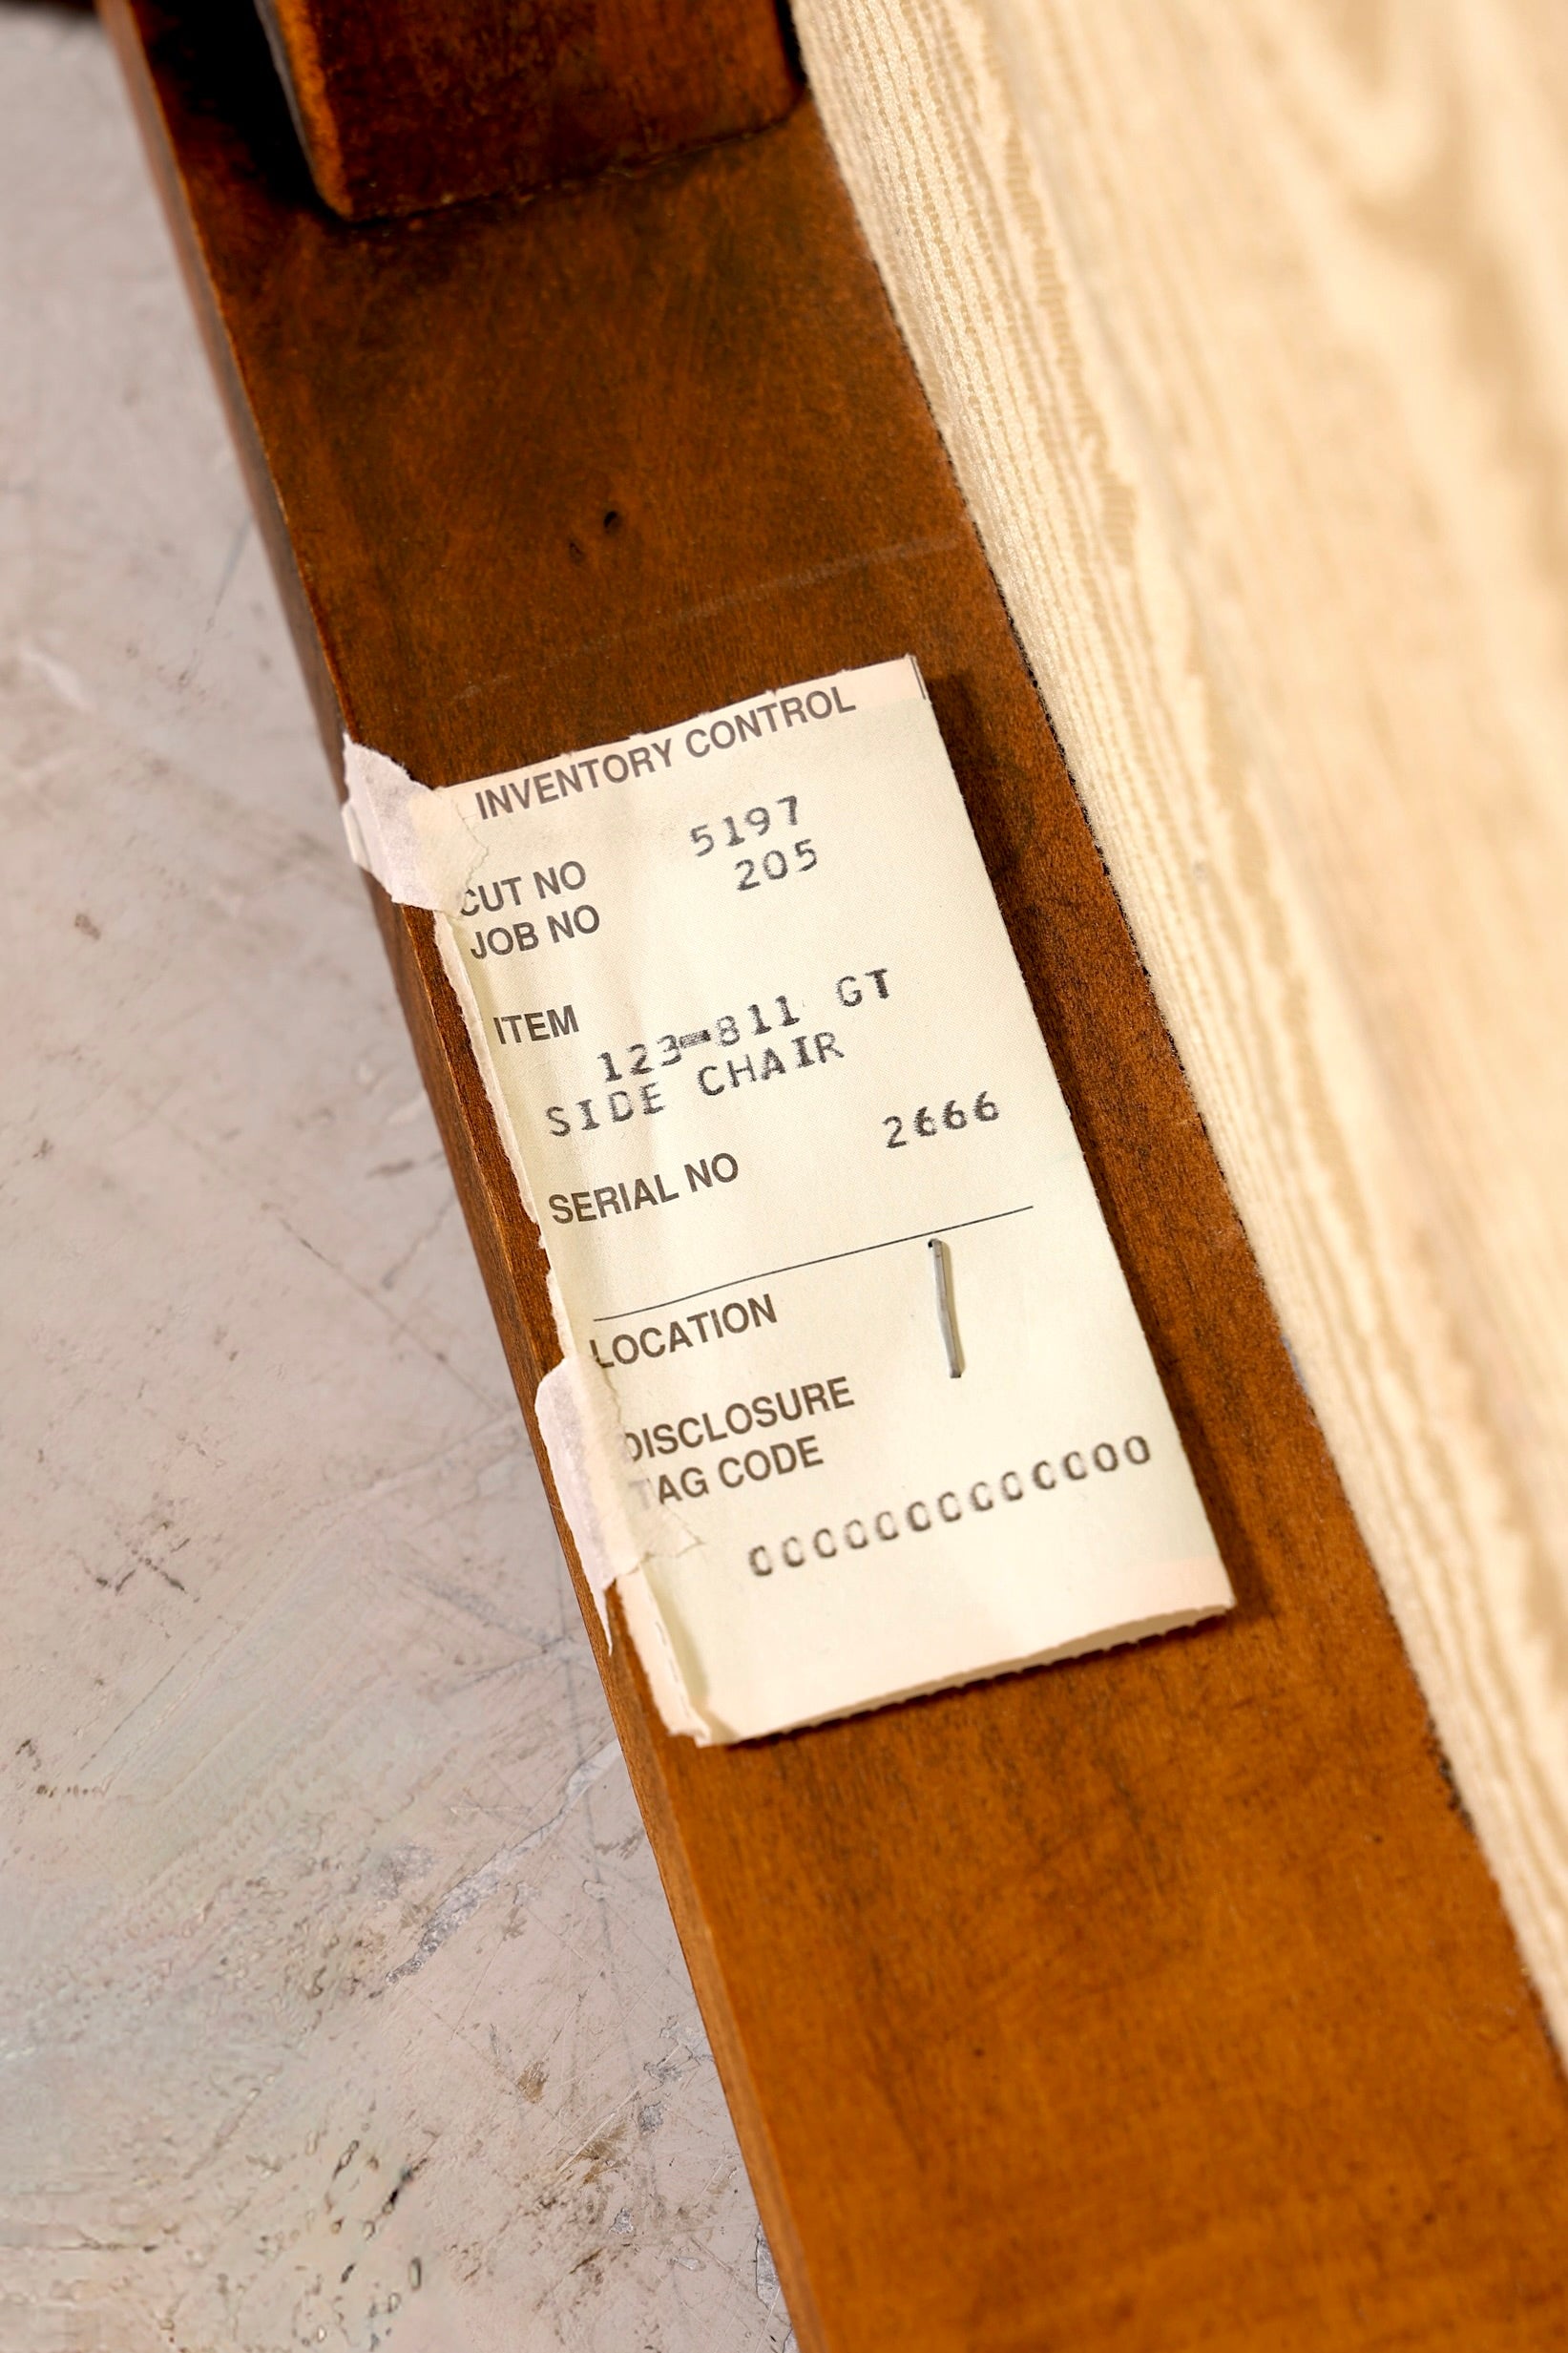 INVENTORY CONTROL
CUT NO 5197
JOB NO 205
ITEM
123-811 GT
SIDE CHAIR
SERIAL NO 2666
LOCATION
DISCLOSURE
TAG CODE
0000000000000